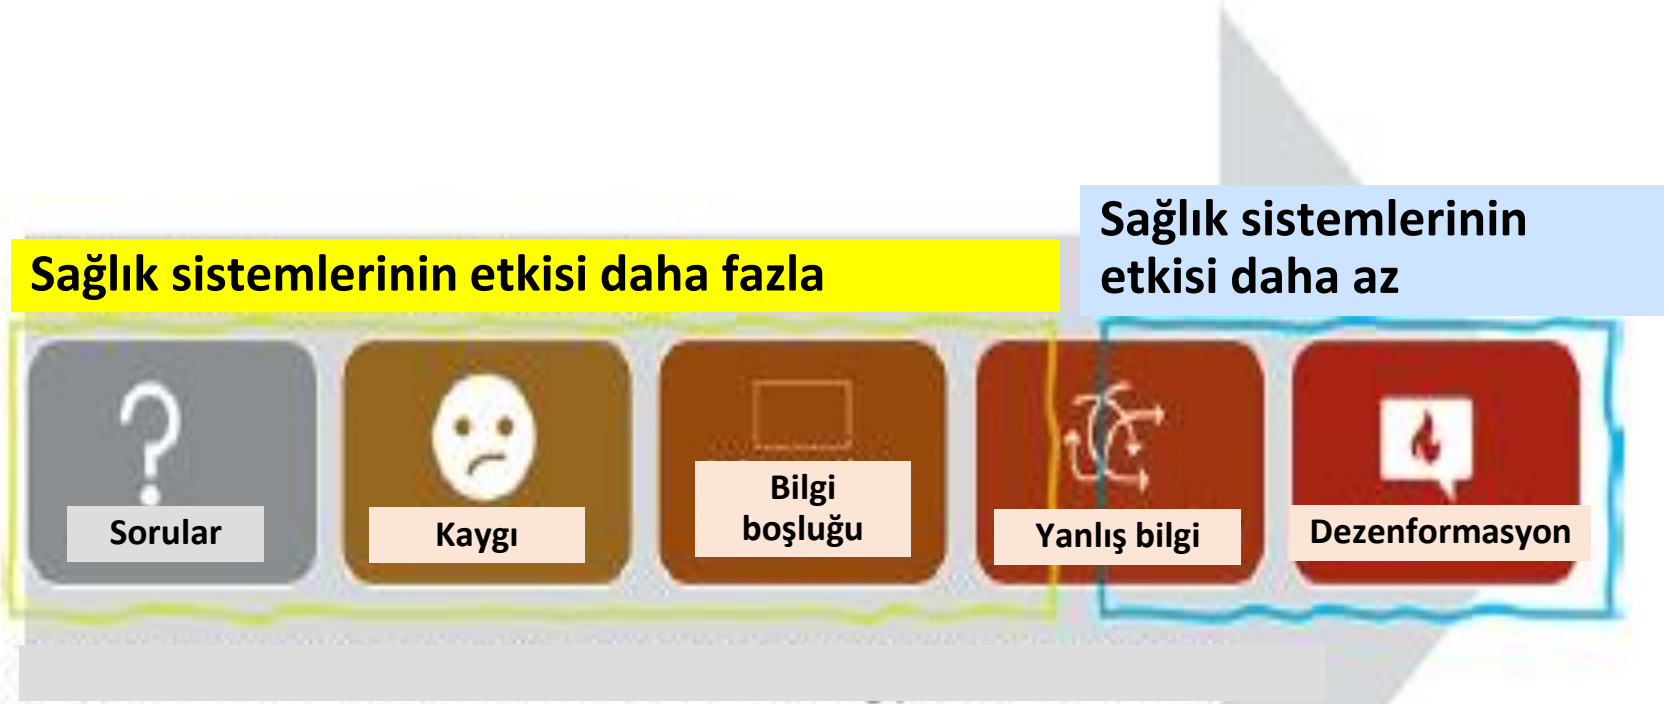 Sağlık sistemlerinin
etkisi daha az
Sağlık sistemlerinin etkisi daha fazla
Sorular
Kaygı
Bilgi
boşluğu
Yanlış bilgi
Dezenformasyon